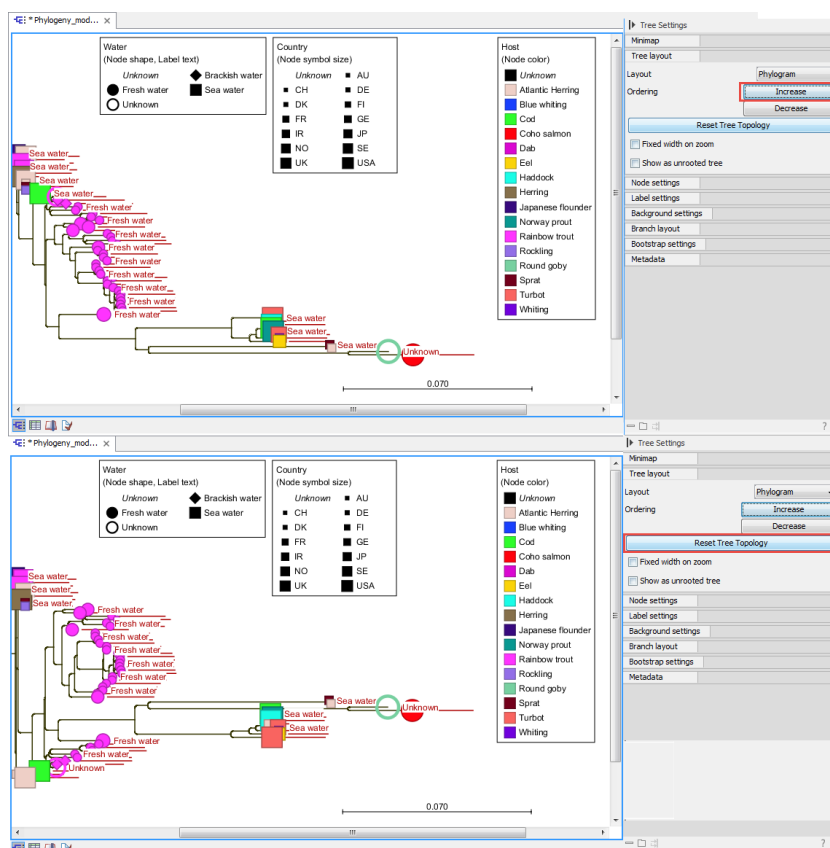 * Phylogeny_mod... ×
Tree Settings
Minimap
Tree layout
Layout Phylogram
Ordering Increase
Decrease
Reset Tree Topology
Fixed width on zoom
Show as unrooted tree
Node settings
Label settings
Background settings
Branch layout
Bootstrap settings
Metadata
?
Water
(Node shape, Label text)
Unknown Brackish water
Fresh water Sea water
Unknown
Country
(Node symbol size)
Unknown AU
CH DE
DK FI
FR GE
IR JP
NO SE
UK USA
Host
(Node color)
Unknown
Atlantic Herring
Blue whiting
Cod
Coho salmon
Dab
Eel
Haddock
Herring
Japanese flounder
Norway prout
Rainbow trout
Rockling
Round goby
Sprat
Turbot
Whiting
Sea water
Sea water
Sea water
Sea water
Fresh water
Fresh water
Fresh water
Fresh water
Fresh water
Fresh water
Fresh water
Fresh water
Fresh water
Sea water
Sea water
Sea water
Unknown
0.070
* Phylogeny_mod... ×
Tree Settings
Minimap
Tree layout
Layout Phylogram
Ordering Increase
Decrease
Reset Tree Topology
Fixed width on zoom
Show as unrooted tree
Node settings
Label settings
Background settings
Branch layout
Bootstrap settings
Metadata
?
Water
(Node shape, Label text)
Unknown Brackish water
Fresh water Sea water
Unknown
Country
(Node symbol size)
Unknown AU
CH DE
DK FI
FR GE
IR JP
NO SE
UK USA
Host
(Node color)
Unknown
Atlantic Herring
Blue whiting
Cod
Coho salmon
Dab
Eel
Haddock
Herring
Japanese flounder
Norway prout
Rainbow trout
Rockling
Round goby
Sprat
Turbot
Whiting
Sea water
Sea water
Sea water
Fresh water
Fresh water
Fresh water
Fresh water
Fresh water
Fresh water
Fresh water
Sea water
Unknown
Sea water
Sea water
Fresh water
Fresh water
Unknown
0.070